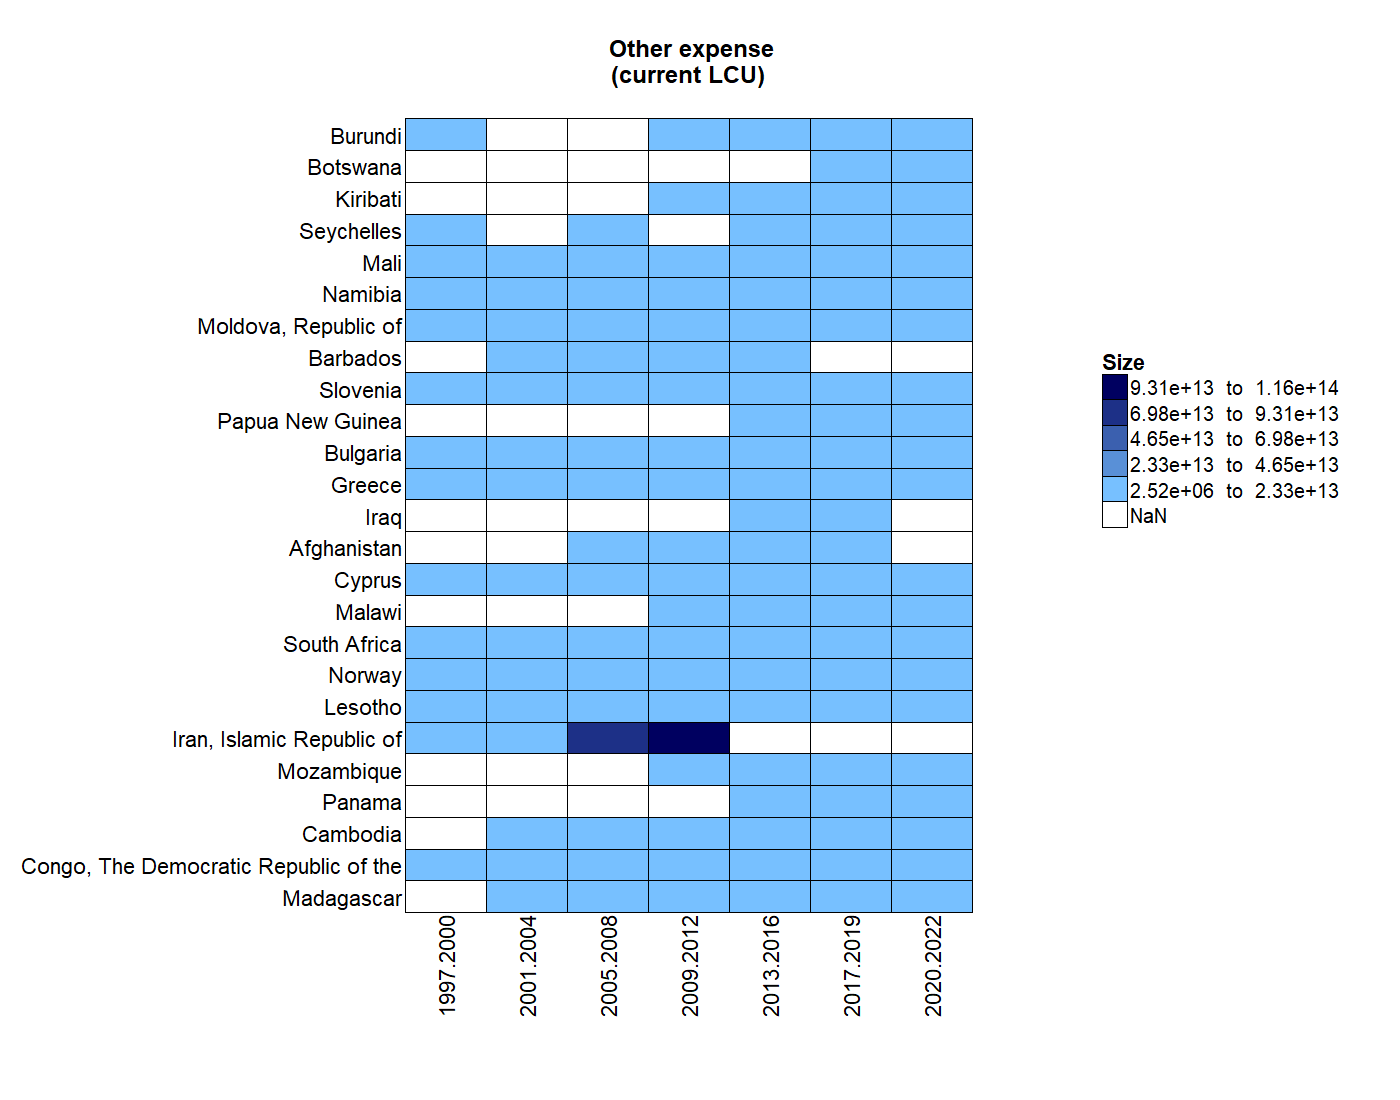 Other expense
(current LCU)
Burundi
Botswana
Kiribati
Seychelles
Mali
Namibia
Moldova, Republic of
Barbados
Slovenia
Papua New Guinea
Bulgaria
Greece
Iraq
Afghanistan
Cyprus
Malawi
South Africa
Norway
Lesotho
Iran, Islamic Republic of
Mozambique
Panama
Cambodia
Congo, The Democratic Republic of the
Madagascar
1997.2000
2001.2004
2005.2008
2009.2012
2013.2016
2017.2019
2020.2022
Size
9.31e+13 to 1.16e+14
6.98e+13 to 9.31e+13
4.65e+13 to 6.98e+13
2.33e+13 to 4.65e+13
2.52e+06 to 2.33e+13
NaN